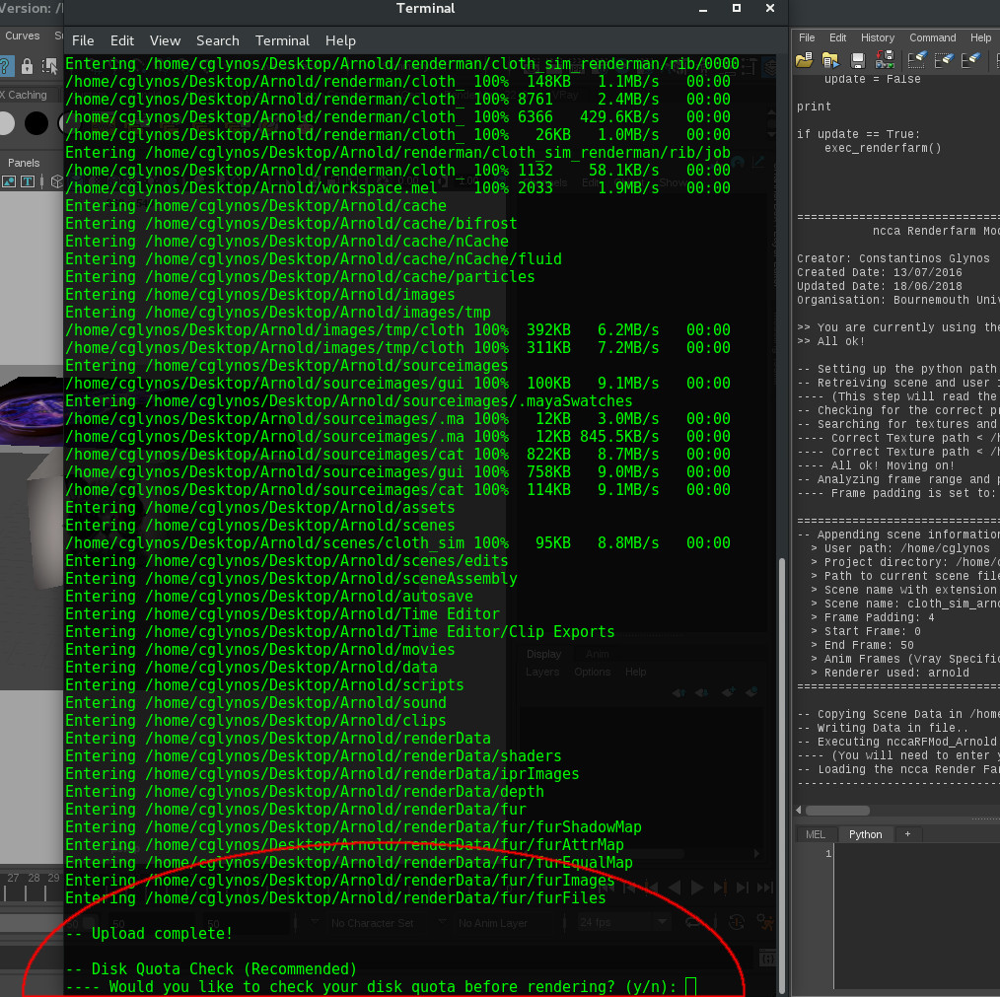 Version:
Terminal
Curves
File Edit View Search Terminal Help
Entering /home/cglynos/Desktop/Arnold/renderman/cloth_sim_renderman/rib/0000
/home/cglynos/Desktop/Arnold/renderman/cloth_ 100% 148KB 1.1MB/s 00:00
/home/cglynos/Desktop/Arnold/renderman/cloth_ 100% 8761 2.4MB/s 00:00
/home/cglynos/Desktop/Arnold/renderman/cloth_ 100% 6366 429.6KB/s 00:00
/home/cglynos/Desktop/Arnold/renderman/cloth_ 100% 26KB 1.0MB/s 00:00
Entering /home/cglynos/Desktop/Arnold/renderman/cloth_sim_renderman/rib/job
/home/cglynos/Desktop/Arnold/renderman/cloth_ 100% 1132 58.1KB/s 00:00
/home/cglynos/Desktop/Arnold/workspace.mel 100% 2033 1.9MB/s 00:00
Entering /home/cglynos/Desktop/Arnold/cache
Entering /home/cglynos/Desktop/Arnold/cache/bifrost
Entering /home/cglynos/Desktop/Arnold/cache/nCache
Entering /home/cglynos/Desktop/Arnold/cache/nCache/fluid
Entering /home/cglynos/Desktop/Arnold/cache/particles
Entering /home/cglynos/Desktop/Arnold/images
Entering /home/cglynos/Desktop/Arnold/images/tmp
/home/cglynos/Desktop/Arnold/images/tmp/cloth 100% 392KB 6.2MB/s 00:00
/home/cglynos/Desktop/Arnold/images/tmp/cloth 100% 311KB 7.2MB/s 00:00
Entering /home/cglynos/Desktop/Arnold/sourceimages
/home/cglynos/Desktop/Arnold/sourceimages/gui 100% 100KB 9.1MB/s 00:00
Entering /home/cglynos/Desktop/Arnold/sourceimages/.mayaSwatches
/home/cglynos/Desktop/Arnold/sourceimages/.ma 100% 12KB 3.0MB/s 00:00
/home/cglynos/Desktop/Arnold/sourceimages/.ma 100% 12KB 845.5KB/s 00:00
/home/cglynos/Desktop/Arnold/sourceimages/cat 100% 822KB 8.7MB/s 00:00
/home/cglynos/Desktop/Arnold/sourceimages/gui 100% 758KB 9.0MB/s 00:00
/home/cglynos/Desktop/Arnold/sourceimages/cat 100% 114KB 9.1MB/s 00:00
Entering /home/cglynos/Desktop/Arnold/assets
Entering /home/cglynos/Desktop/Arnold/scenes
/home/cglynos/Desktop/Arnold/scenes/cloth_sim 100% 95KB 8.8MB/s 00:00
Entering /home/cglynos/Desktop/Arnold/scenes/edits
Entering /home/cglynos/Desktop/Arnold/sceneAssembly
Entering /home/cglynos/Desktop/Arnold/autosave
Entering /home/cglynos/Desktop/Arnold/Time Editor
Entering /home/cglynos/Desktop/Arnold/Time Editor/Clip Exports
Entering /home/cglynos/Desktop/Arnold/movies
Entering /home/cglynos/Desktop/Arnold/data
Entering /home/cglynos/Desktop/Arnold/scripts
Entering /home/cglynos/Desktop/Arnold/sound
Entering /home/cglynos/Desktop/Arnold/clips
Entering /home/cglynos/Desktop/Arnold/renderData
Entering /home/cglynos/Desktop/Arnold/renderData/shaders
Entering /home/cglynos/Desktop/Arnold/renderData/iprImages
Entering /home/cglynos/Desktop/Arnold/renderData/depth
Entering /home/cglynos/Desktop/Arnold/renderData/fur
Entering /home/cglynos/Desktop/Arnold/renderData/fur/furShadowMap
Entering /home/cglynos/Desktop/Arnold/renderData/fur/furAttrMap
Entering /home/cglynos/Desktop/Arnold/renderData/fur/furEqualMap
Entering /home/cglynos/Desktop/Arnold/renderData/fur/furImages
Entering /home/cglynos/Desktop/Arnold/renderData/fur/furFiles
-- Upload complete!
-- Disk Quota Check (Recommended)
---- Would you like to check your disk quota before rendering? (y/n):
X Caching
Panels
27 28 29
Display Anim
Layers Options Help
50 50
No Character Set No Anim Layer 24 fps
File Edit History Command Help
update = False
print
if update == True:
exec_renderfarm()
===============================
ncca Renderfarm Mod
Creator: Constantinos Glynos
Created Date: 13/07/2016
Updated Date: 18/06/2018
Organisation: Bournemouth Univ
>> You are currently using the
>> All ok!
-- Setting up the python path
-- Retreiving scene and user i
---- (This step will read the
-- Checking for the correct pr
-- Searching for textures and
---- Correct Texture path < /h
---- Correct Texture path < /h
---- All ok! Moving on!
-- Analyzing frame range and p
---- Frame padding is set to:
===============================
-- Appending scene information
> User path: /home/cglynos
> Project directory: /home/c
> Path to current scene file
> Scene name with extension
> Scene name: cloth_sim_arno
> Frame Padding: 4
> Start Frame: 0
> End Frame: 50
> Anim Frames (Vray Specific
> Renderer used: arnold
===============================
-- Copying Scene Data in /home
-- Writing Data in file..
-- Executing nccaRFMod_Arnold
---- (You will need to enter y
-- Loading the ncca Render Far
-------------------------------
MEL Python +
1